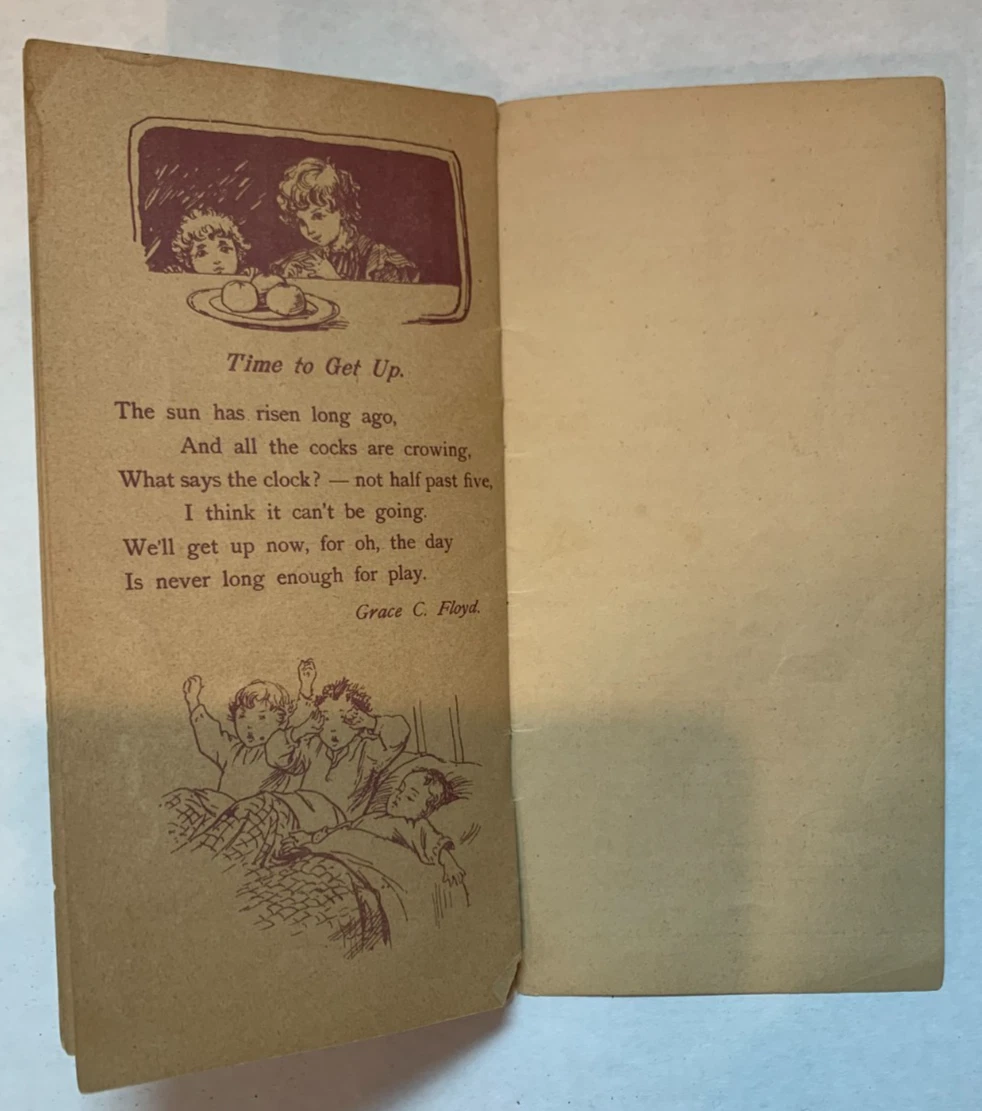 Time to Get Up.
The sun has risen long ago,
And all the cocks are crowing,
What says the clock? — not half past five,
I think it can't be going.
We'll get up now, for oh, the day
Is never long enough for play.
Grace C. Floyd.